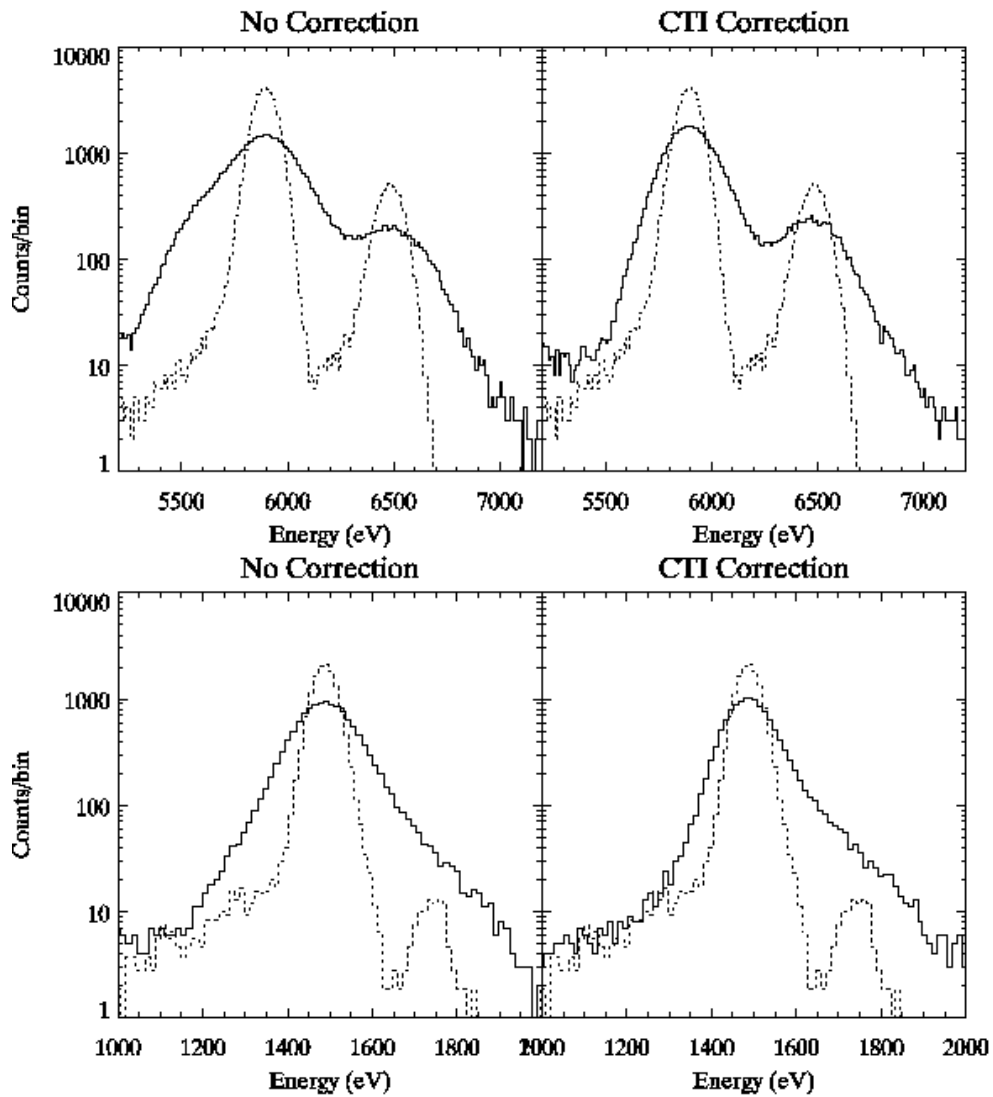 No Correction
CTI Correction
10000
1000
100
10
1
Counts/bin
5500 6000 6500 7000
5500 6000 6500 7000
Energy (eV)
Energy (eV)
No Correction
CTI Correction
10000
1000
100
10
1
Counts/bin
1000 1200 1400 1600 1800
1000 1200 1400 1600 1800 2000
Energy (eV)
Energy (eV)